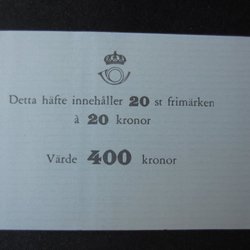 Detta häfte innehåller 20 st frimärken
à 20 kronor
Värde 400 kronor